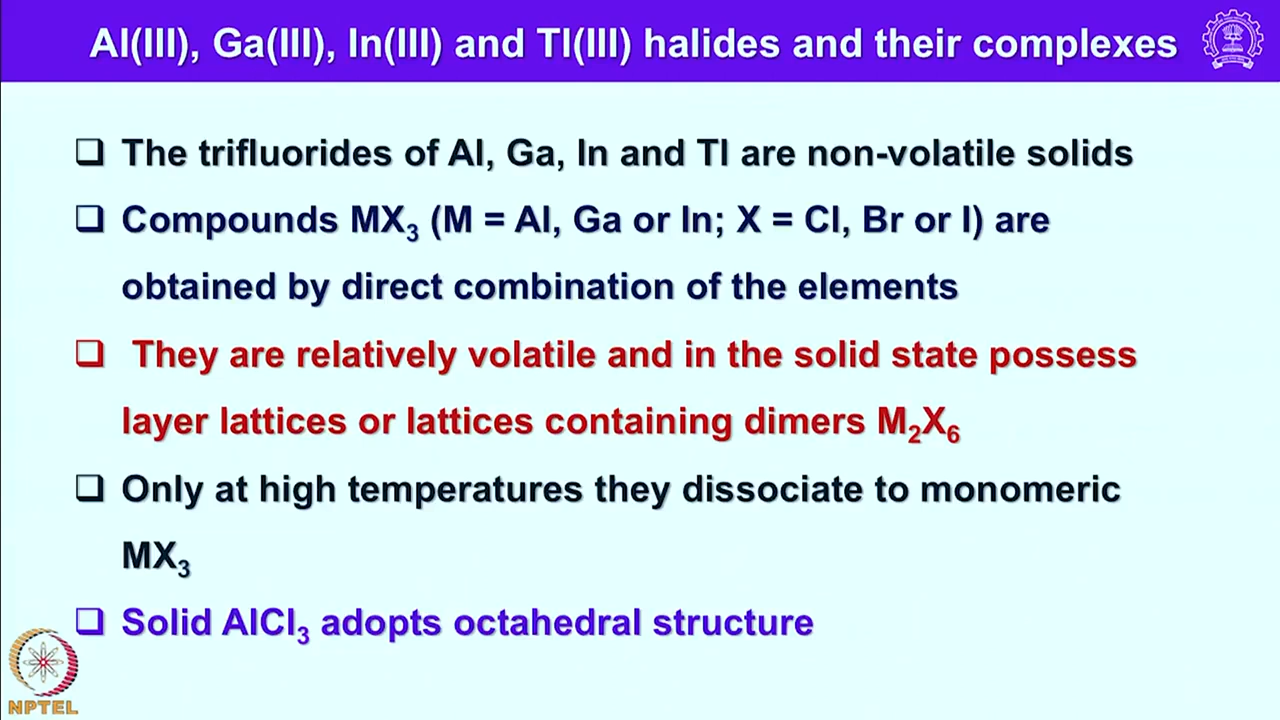 Al(III), Ga(III), In(III) and Tl(III) halides and their complexes
❑ The trifluorides of Al, Ga, In and Tl are non-volatile solids
❑ Compounds MX₃ (M = Al, Ga or In; X = Cl, Br or I) are
obtained by direct combination of the elements
❑ They are relatively volatile and in the solid state possess
layer lattices or lattices containing dimers M₂X₆
❑ Only at high temperatures they dissociate to monomeric
MX₃
❑ Solid AlCl₃ adopts octahedral structure
NPTEL